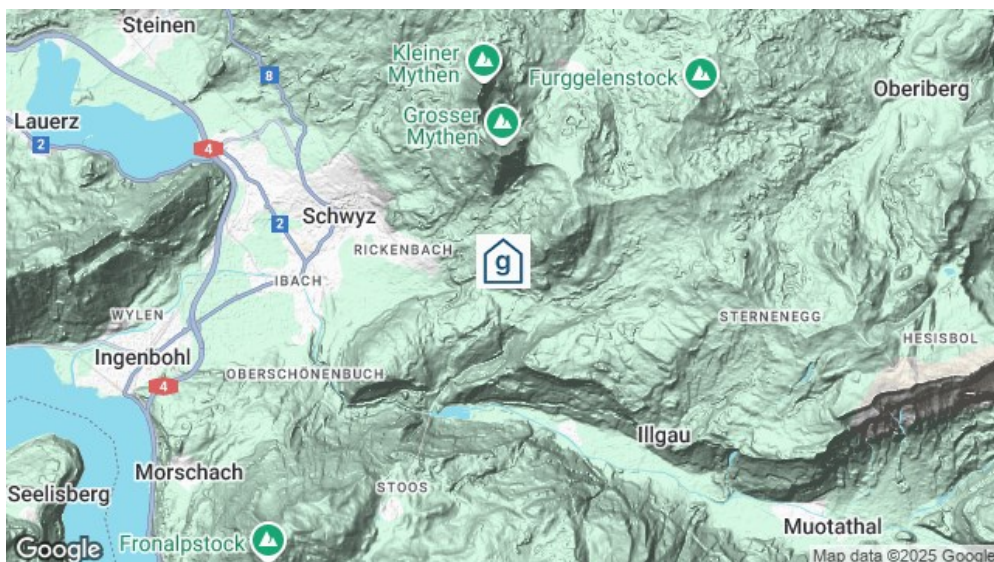 Steinen
Kleiner
Mythen
Furggelenstock
8
Oberiberg
Grosser
Mythen
Lauerz
2
4
Schwyz
2
RICKENBACH
g
IBACH
WYLEN
STERNENEGG
HESISBOL
Ingenbohl
4
OBERSCHÖNENBUCH
Illgau
Morschach
STOOS
Seelisberg
Muotathal
Fronalpstock
Google
Map data ©2025 Google